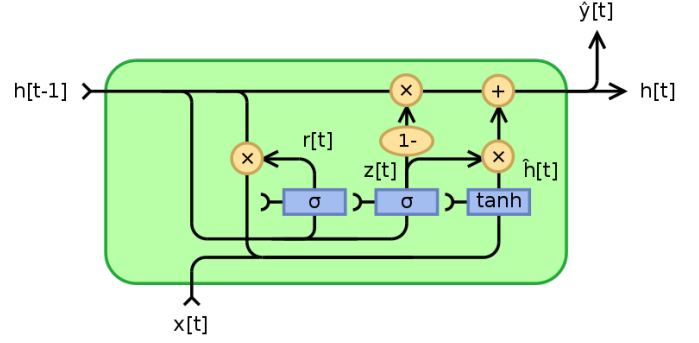 ŷ[t]
h[t-1]
×
+
h[t]
1-
r[t]
×
z[t]
×
ĥ[t]
σ
σ
tanh
x[t]